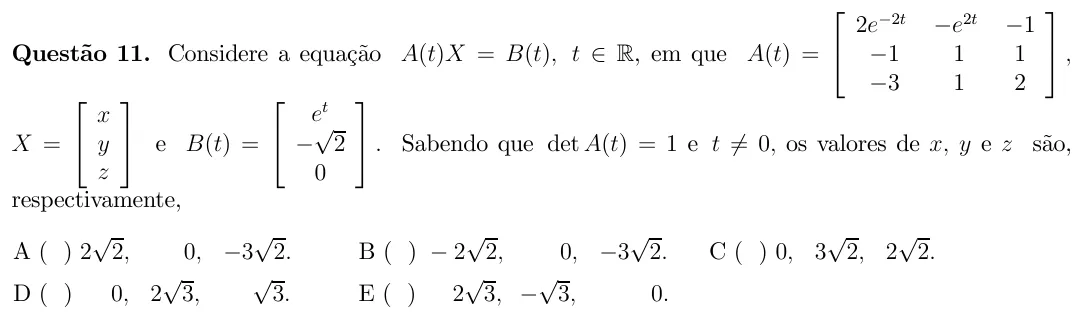 Questão 11. Considere a equação A(t)X = B(t), t ∈ ℝ, em que A(t) = [ 2e^{−2t} −e^{2t} −1 ; −1 1 1 ; −3 1 2 ],
X = [ x ; y ; z ] e B(t) = [ e^t ; −√2 ; 0 ]. Sabendo que det A(t) = 1 e t ≠ 0, os valores de x, y e z são,
respectivamente,
A ( ) 2√2, 0, −3√2. B ( ) − 2√2, 0, −3√2. C ( ) 0, 3√2, 2√2.
D ( ) 0, 2√3, √3. E ( ) 2√3, −√3, 0.